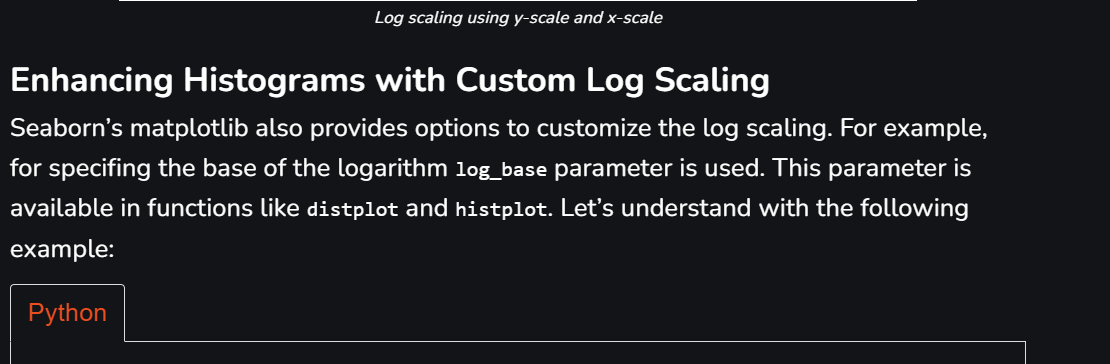 Log scaling using y-scale and x-scale
Enhancing Histograms with Custom Log Scaling
Seaborn’s matplotlib also provides options to customize the log scaling. For example,
for specifing the base of the logarithm log_base parameter is used. This parameter is
available in functions like distplot and histplot. Let’s understand with the following
example:
Python